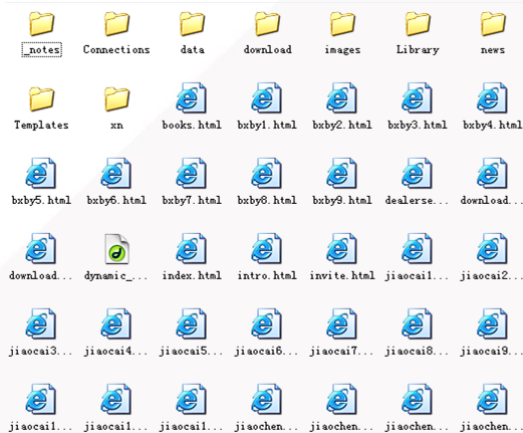 _notes Connections data download images Library news
Templates xn books.html bxby1.html bxby2.html bxby3.html bxby4.html
bxby5.html bxby6.html bxby7.html bxby8.html bxby9.html dealerse... download...
download... dynamic_... index.html intro.html invite.html jiaocai1... jiaocai2...
jiaocai3... jiaocai4... jiaocai5... jiaocai6... jiaocai7... jiaocai8... jiaocai9...
jiaocai1... jiaocai1... jiaocai1... jiaochen... jiaochen... jiaochen... jiaochen...